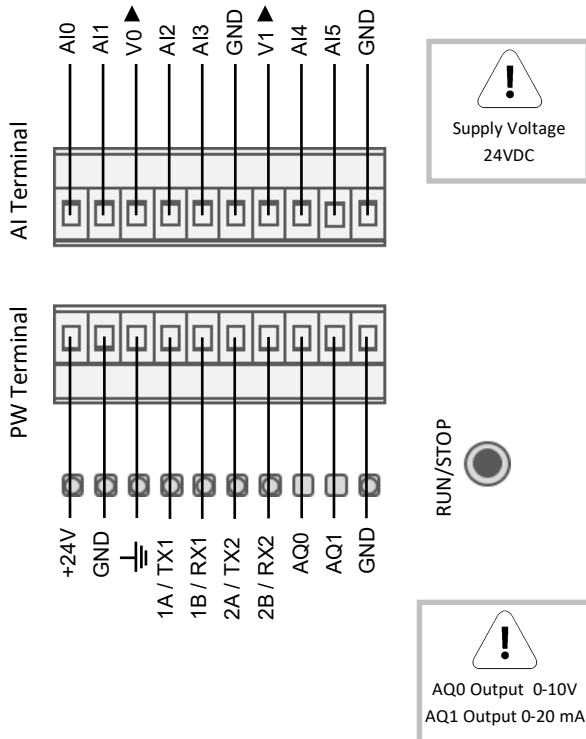 AI0
AI1
V0
AI2
AI3
GND
V1
AI4
AI5
GND
AI Terminal
Supply Voltage
24VDC
PW Terminal
RUN/STOP
+24V
GND
1A / TX1
1B / RX1
2A / TX2
2B / RX2
AQ0
AQ1
GND
AQ0 Output 0-10V
AQ1 Output 0-20 mA